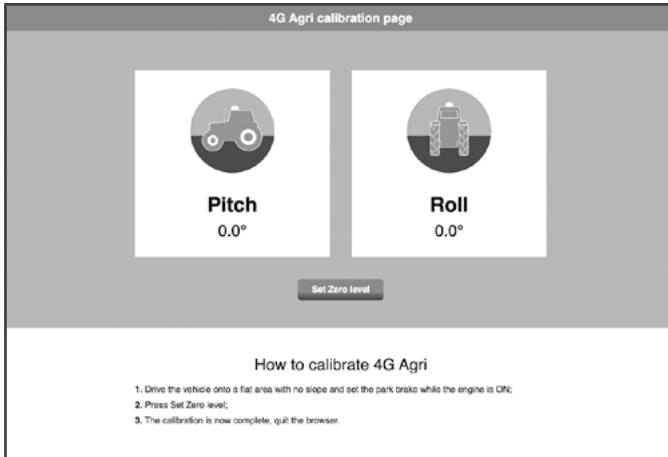 4G Agri calibration page
Pitch
0.0°
Roll
0.0°
Set Zero level
How to calibrate 4G Agri
1. Drive the vehicle onto a flat area with no slope and set the park brake while the engine is ON;
2. Press Set Zero level;
3. The calibration is now complete, quit the browser.